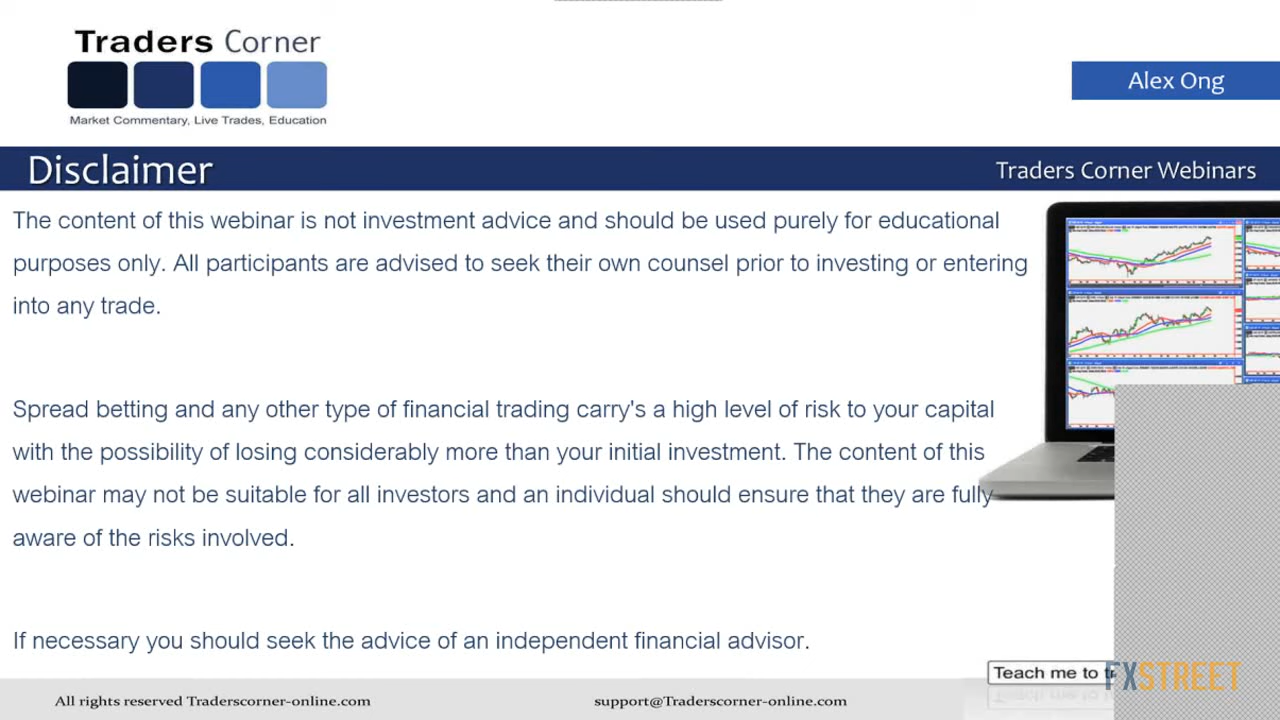 Traders Corner
Market Commentary, Live Trades, Education
Alex Ong
Disclaimer
Traders Corner Webinars
The content of this webinar is not investment advice and should be used purely for educational
purposes only. All participants are advised to seek their own counsel prior to investing or entering
into any trade.
Spread betting and any other type of financial trading carry's a high level of risk to your capital
with the possibility of losing considerably more than your initial investment. The content of this
webinar may not be suitable for all investors and an individual should ensure that they are fully
aware of the risks involved.
If necessary you should seek the advice of an independent financial advisor.
Teach me to
FXSTREET
All rights reserved Traderscorner-online.com
support@Traderscorner-online.com